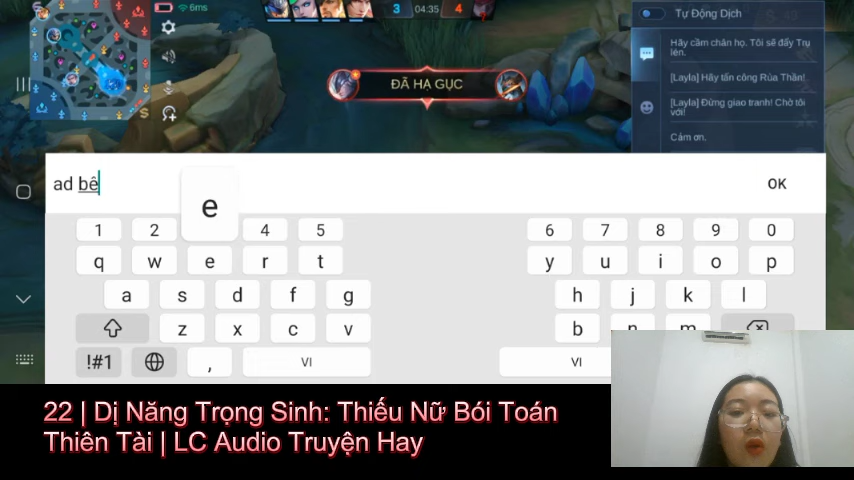 6ms
3 04:35 4
Tự Động Dịch
Hãy cầm chân họ. Tôi sẽ đẩy Trụ
lên.
[Layla] Hãy tấn công Rùa Thần!
[Layla] Đừng giao tranh! Chờ tôi
với!
Cảm ơn.
ĐÃ HẠ GỤC
S
ad bê
OK
e
1 2 4 5 6 7 8 9 0
q w e r t y u i o p
a s d f g h j k l
z x c v b n m
!#1 , VI VI
22 | Dị Năng Trọng Sinh: Thiếu Nữ Bói Toán
Thiên Tài | LC Audio Truyện Hay